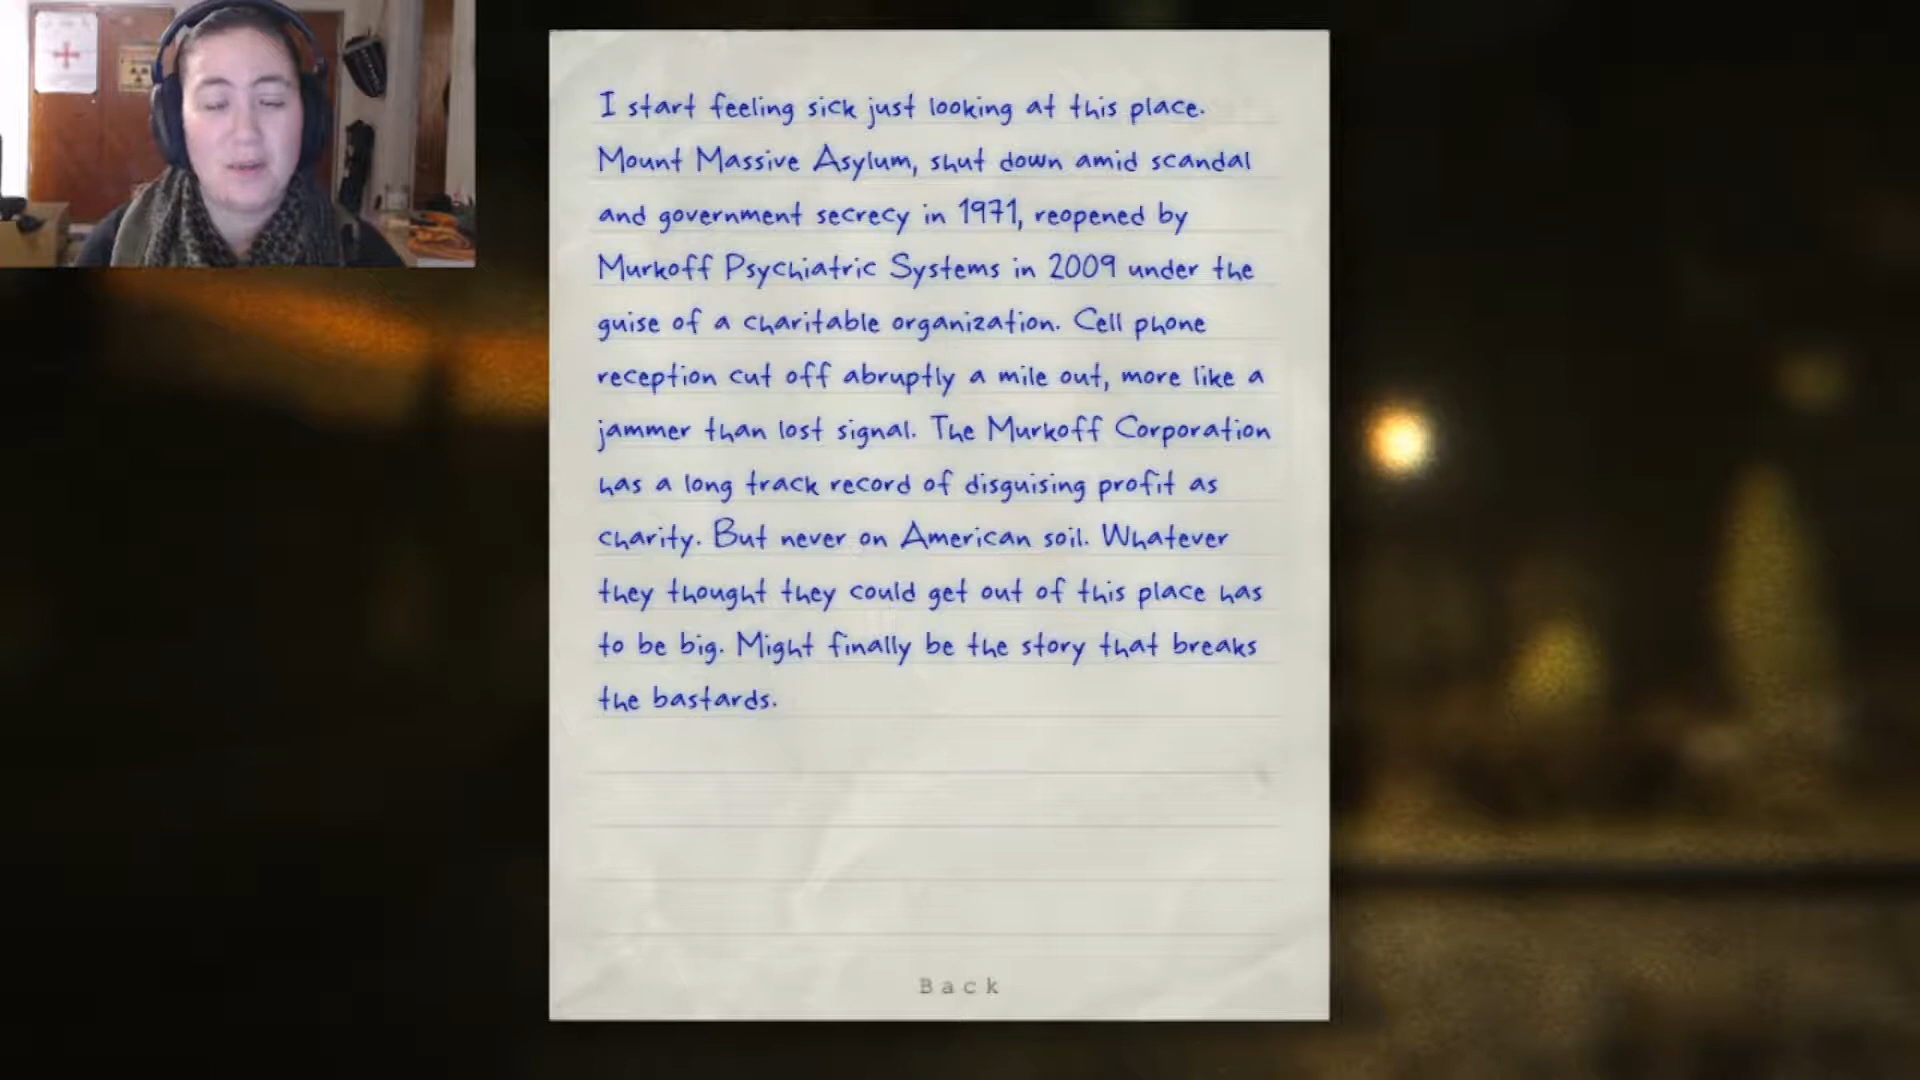 I start feeling sick just looking at this place.
Mount Massive Asylum, shut down amid scandal
and government secrecy in 1971, reopened by
Murkoff Psychiatric Systems in 2009 under the
guise of a charitable organization. Cell phone
reception cut off abruptly a mile out, more like a
jammer than lost signal. The Murkoff Corporation
has a long track record of disguising profit as
charity. But never on American soil. Whatever
they thought they could get out of this place has
to be big. Might finally be the story that breaks
the bastards.
Back